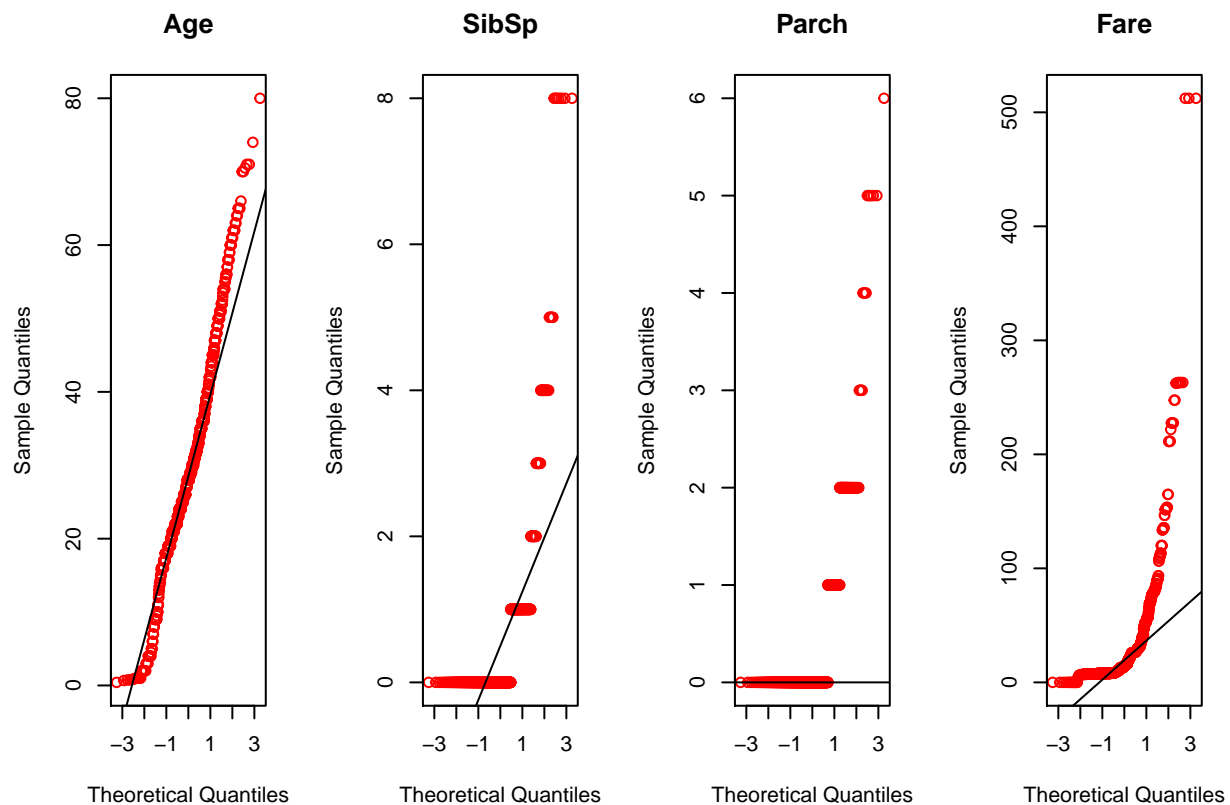 Age
SibSp
Parch
Fare
Sample Quantiles
80
60
40
20
0
−3 −1 1 3
Theoretical Quantiles
Sample Quantiles
8
6
4
2
0
−3 −1 1 3
Theoretical Quantiles
Sample Quantiles
6
5
4
3
2
1
0
−3 −1 1 3
Theoretical Quantiles
Sample Quantiles
500
400
300
200
100
0
−3 −1 1 3
Theoretical Quantiles